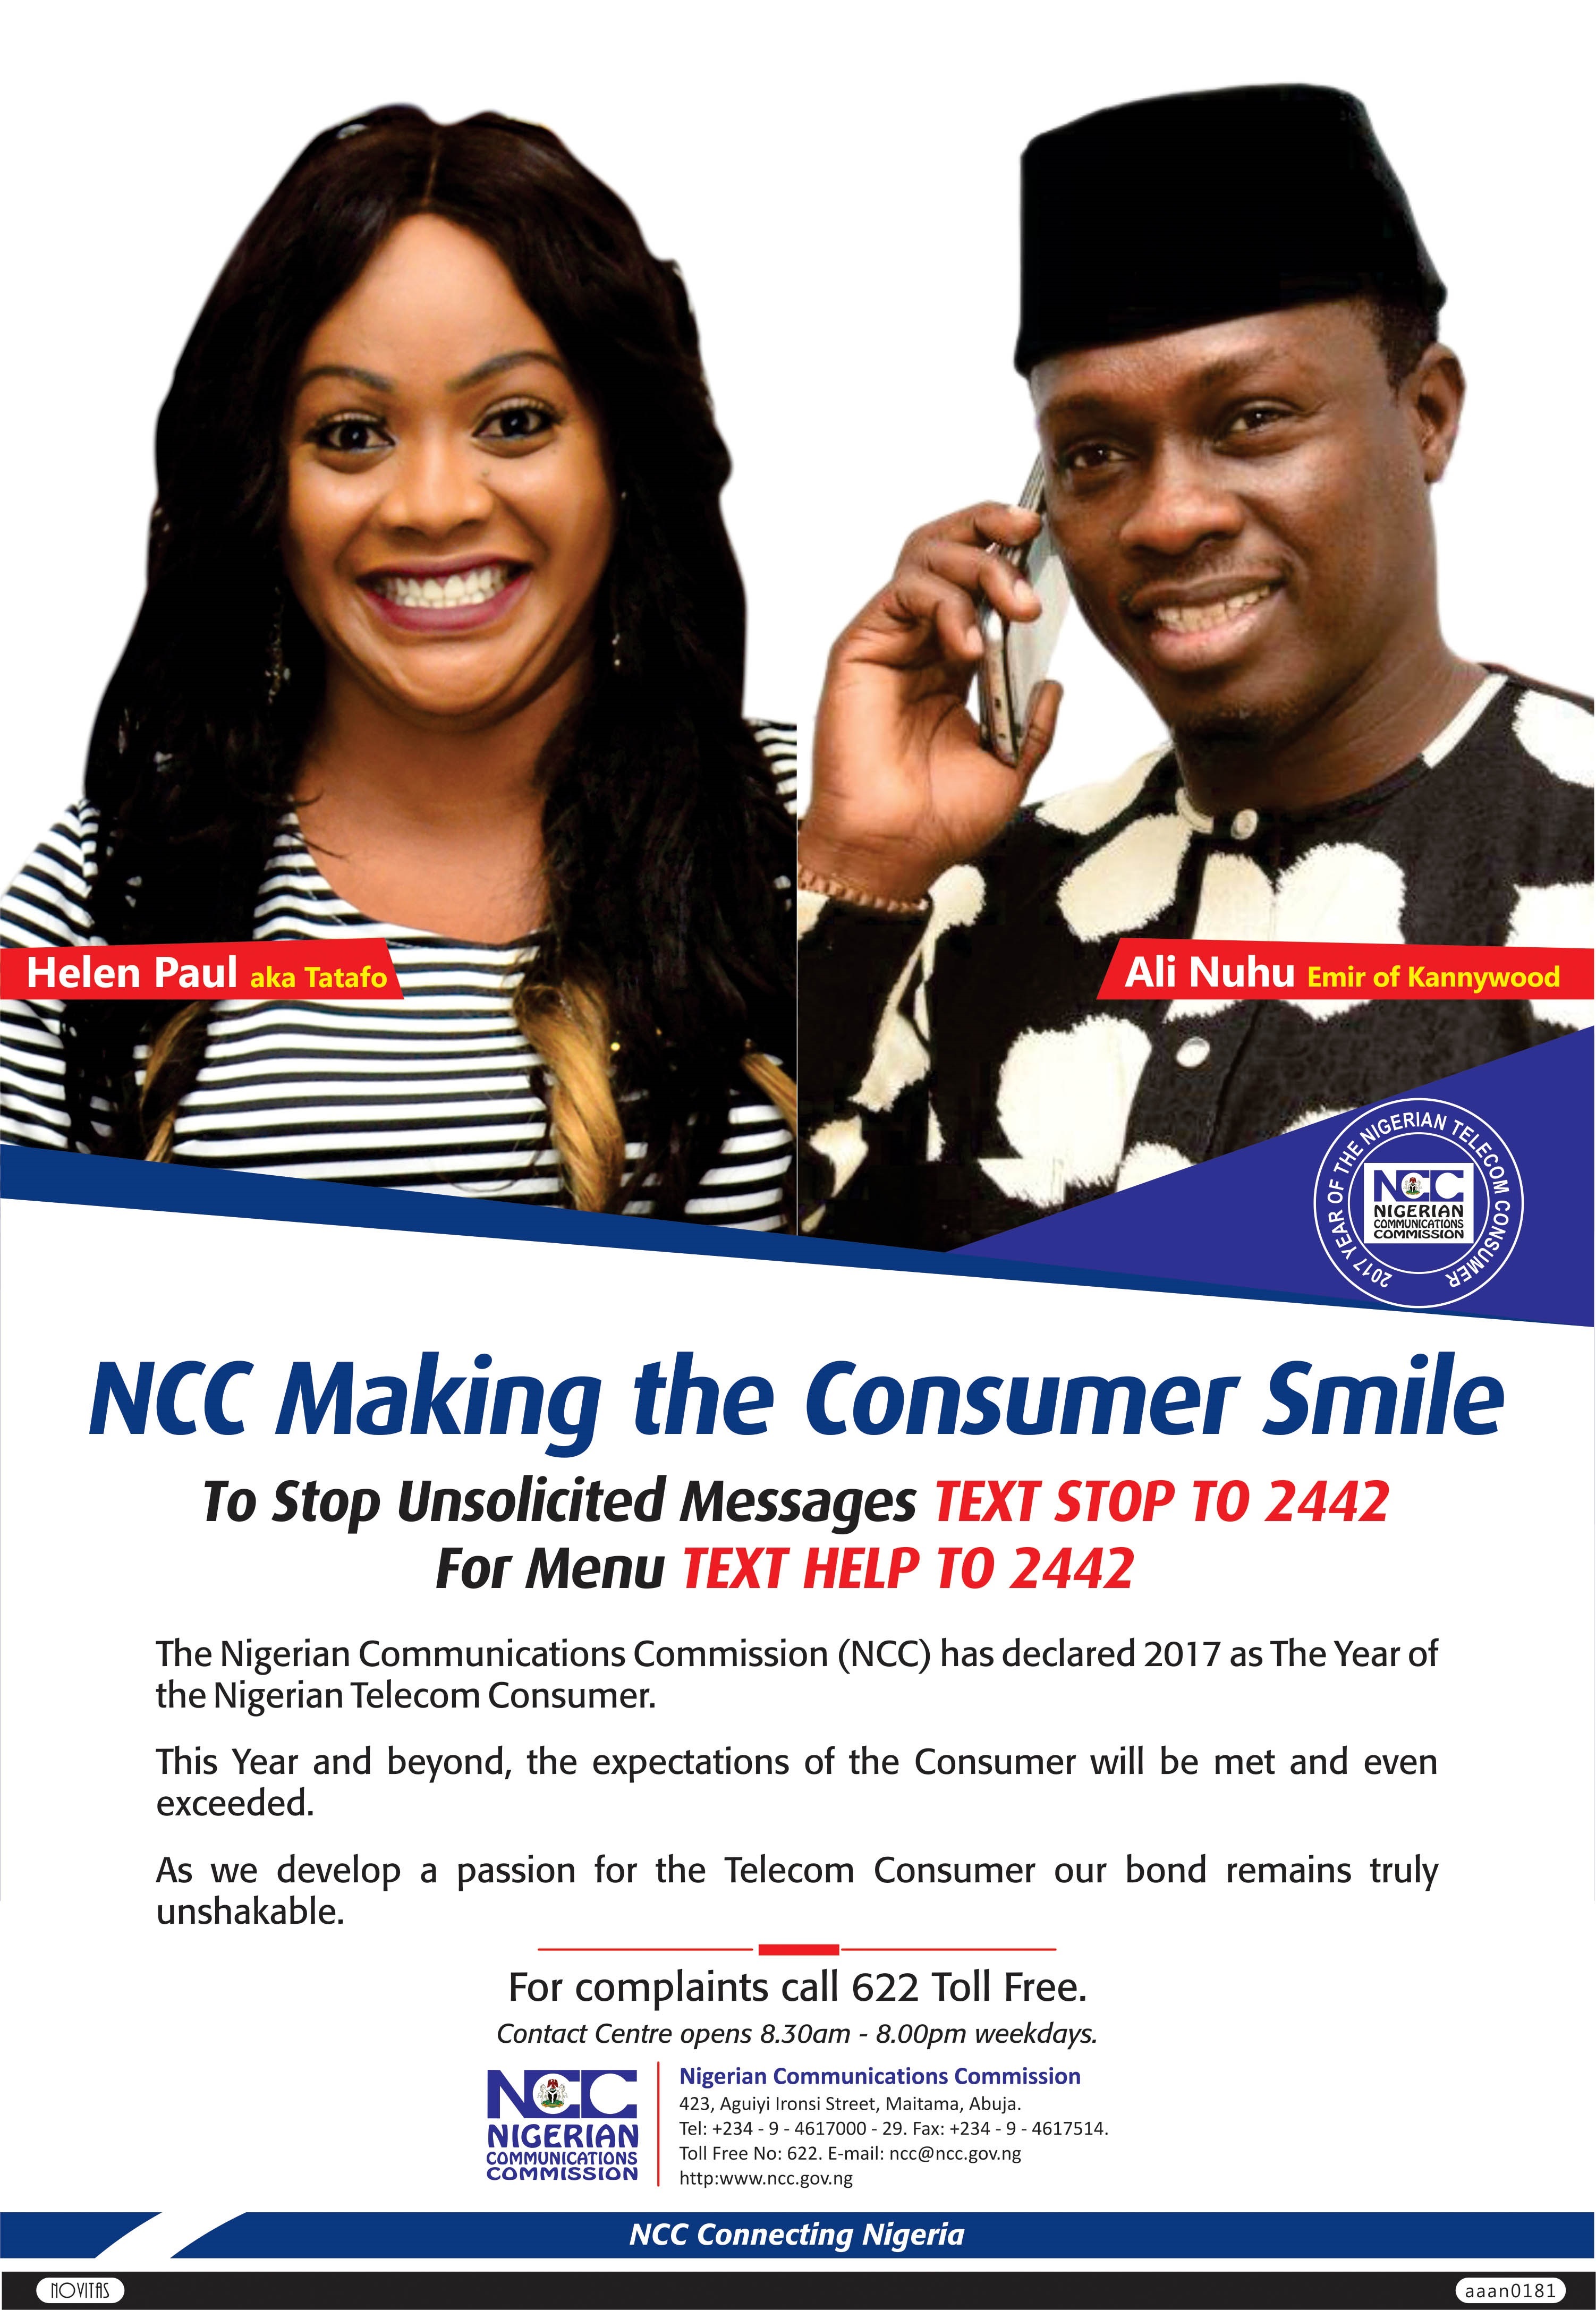 Helen Paul aka Tatafo
Ali Nuhu Emir of Kannywood
2017 YEAR OF THE NIGERIAN TELECOM CONSUMER
NCC
NIGERIAN
COMMUNICATIONS
COMMISSION
NCC Making the Consumer Smile
To Stop Unsolicited Messages TEXT STOP TO 2442
For Menu TEXT HELP TO 2442
The Nigerian Communications Commission (NCC) has declared 2017 as The Year of
the Nigerian Telecom Consumer.
This Year and beyond, the expectations of the Consumer will be met and even
exceeded.
As we develop a passion for the Telecom Consumer our bond remains truly
unshakable.
For complaints call 622 Toll Free.
Contact Centre opens 8.30am - 8.00pm weekdays.
NCC
NIGERIAN
COMMUNICATIONS
COMMISSION
Nigerian Communications Commission
423, Aguiyi Ironsi Street, Maitama, Abuja.
Tel: +234 - 9 - 4617000 - 29. Fax: +234 - 9 - 4617514.
Toll Free No: 622. E-mail: ncc@ncc.gov.ng
http:www.ncc.gov.ng
NCC Connecting Nigeria
NOVITAS
aaan0181